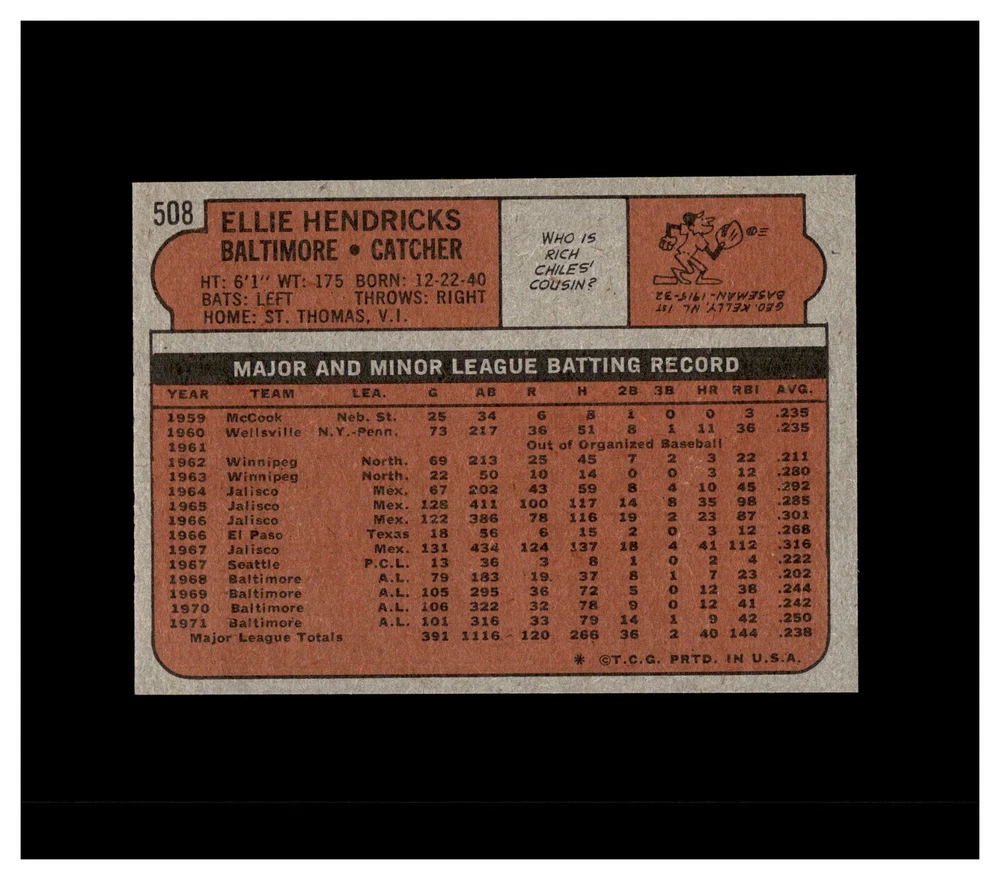 508
ELLIE HENDRICKS
BALTIMORE • CATCHER
HT: 6'1" WT: 175 BORN: 12-22-40
BATS: LEFT THROWS: RIGHT
HOME: ST. THOMAS, V.I.
WHO IS
RICH
CHILES'
COUSIN?
GEO. KELLY, NL 1ST
BASEMAN-1915-32
MAJOR AND MINOR LEAGUE BATTING RECORD
YEAR TEAM LEA. G AB R H 2B 3B HR RBI AVG.
1959 McCook Neb. St. 25 34 6 8 1 0 0 3 .235
1960 Wellsville N.Y.-Penn. 73 217 36 51 8 1 11 36 .235
1961 Out of Organized Baseball
1962 Winnipeg North. 69 213 25 45 7 2 3 22 .211
1963 Winnipeg North. 22 50 10 14 0 0 3 12 .280
1964 Jalisco Mex. 67 202 43 59 8 4 10 45 .292
1965 Jalisco Mex. 128 411 100 117 14 8 35 98 .285
1966 Jalisco Mex. 122 386 78 116 19 2 23 87 .301
1966 El Paso Texas 18 56 6 15 2 0 3 12 .268
1967 Jalisco Mex. 131 434 124 137 18 4 41 112 .316
1967 Seattle P.C.L. 13 36 3 8 1 0 2 4 .222
1968 Baltimore A.L. 79 183 19 37 8 1 7 23 .202
1969 Baltimore A.L. 105 295 36 72 5 0 12 38 .244
1970 Baltimore A.L. 106 322 32 78 9 0 12 41 .242
1971 Baltimore A.L. 101 316 33 79 14 1 9 42 .250
Major League Totals 391 1116 120 266 36 2 40 144 .238
* ©T.C.G. PRTD. IN U.S.A.